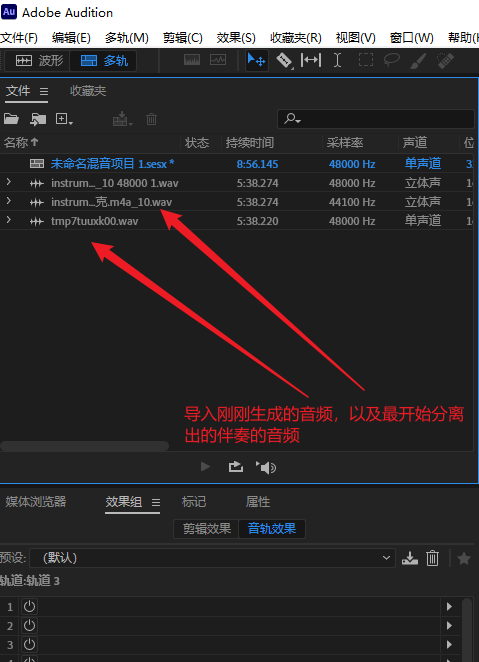 Au Adobe Audition
文件(F) 编辑(E) 多轨(M) 剪辑(C) 效果(S) 收藏夹(R) 视图(V) 窗口(W) 帮助(
波形 多轨
文件 收藏夹
名称 状态 持续时间 采样率 声道 位
未命名混音项目 1.sesx * 8:56.145 48000 Hz 单声道 3
instrum..._10 48000 1.wav 5:38.274 48000 Hz 立体声 1
instrum...克.m4a_10.wav 5:38.274 44100 Hz 立体声 1
tmp7tuuxk00.wav 5:38.220 48000 Hz 单声道 1
导入刚刚生成的音频，以及最开始分离
出的伴奏的音频
媒体浏览器 效果组 标记 属性
剪辑效果 音轨效果
预设: (默认)
轨道:轨道 3
1
2
3